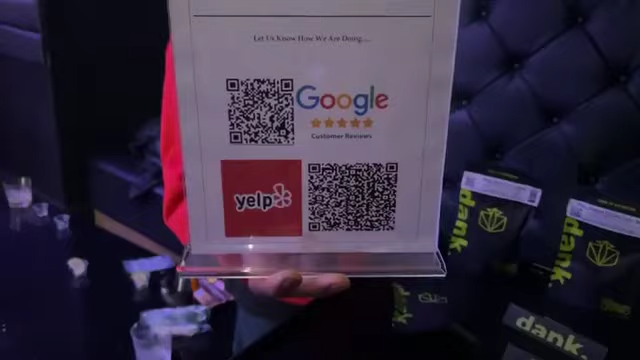 Let Us Know How We Are Doing.....
Google
Customer Reviews
yelp
dank.
dank.
dank.